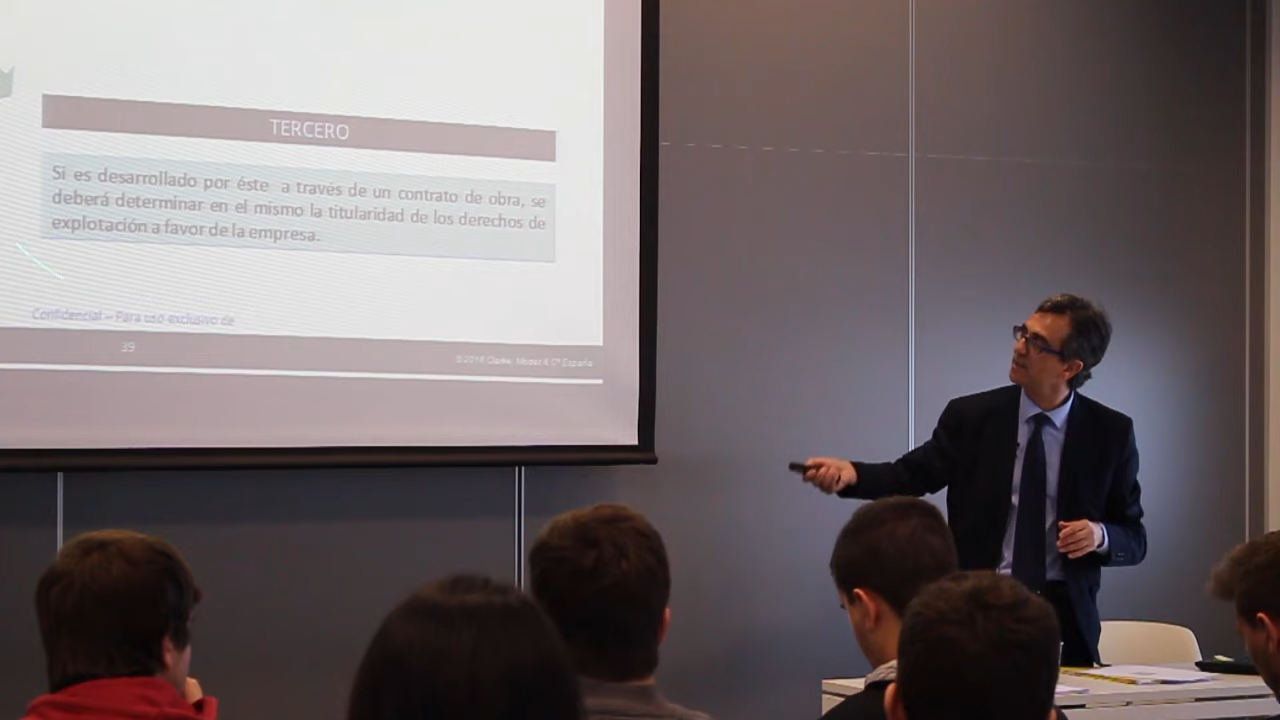 TERCERO
Si es desarrollado por éste a través de un contrato de obra, se
deberá determinar en el mismo la titularidad de los derechos de
explotación a favor de la empresa.
Confidencial – Para uso exclusivo de
39
España